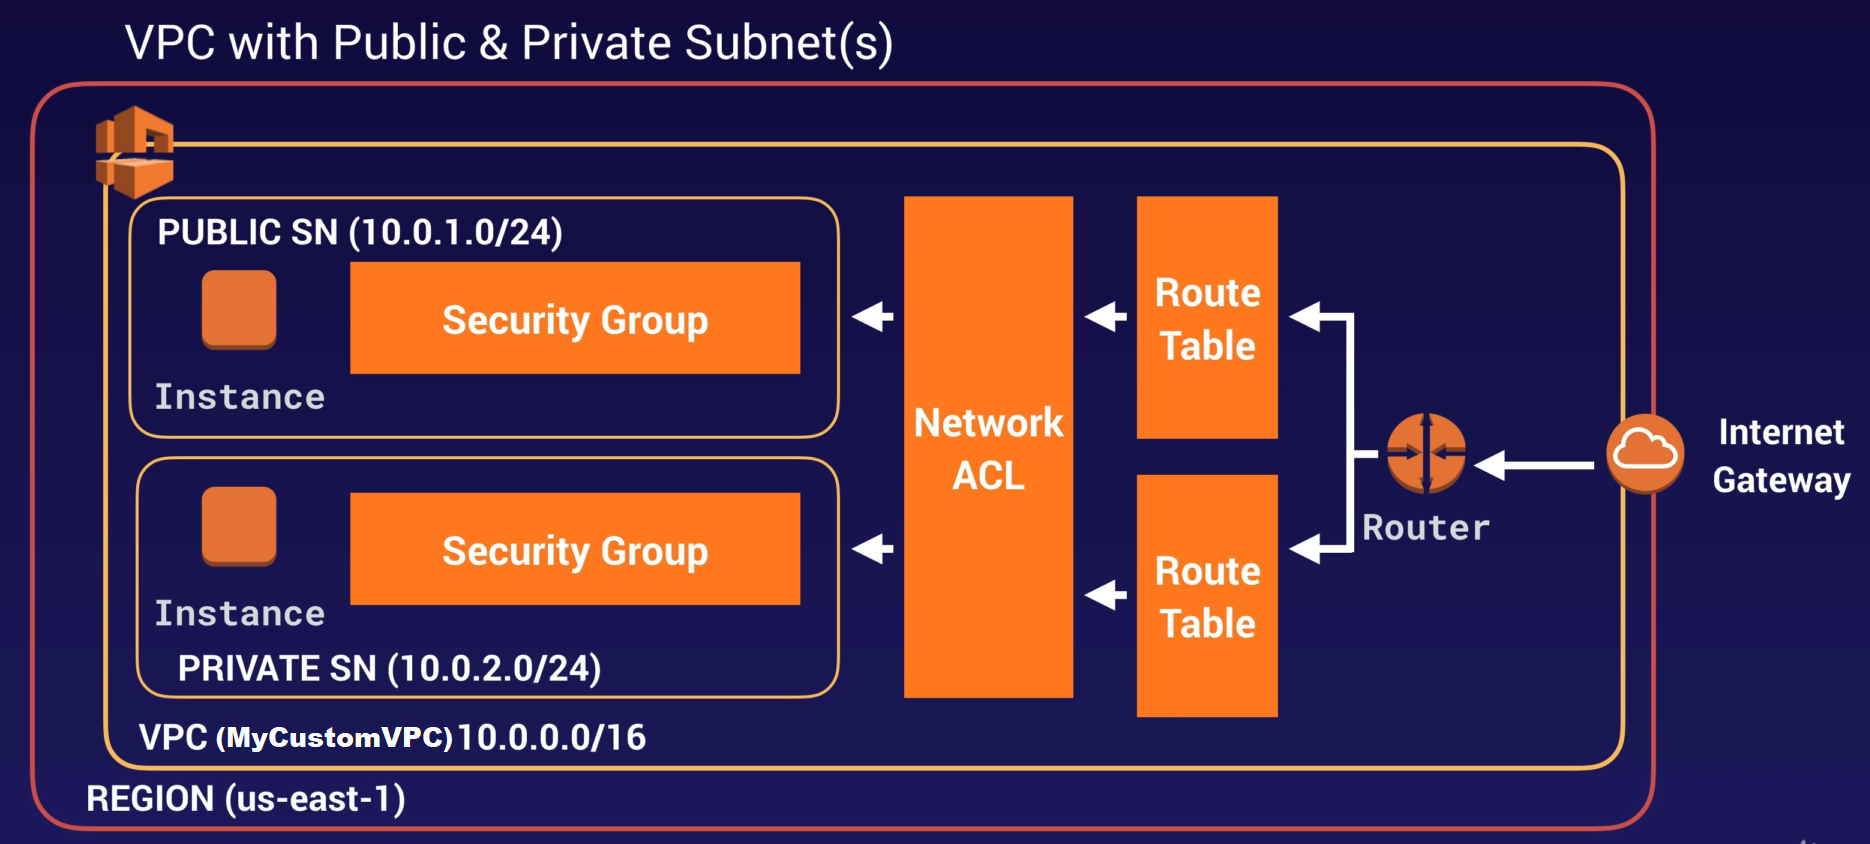 VPC with Public & Private Subnet(s)
PUBLIC SN (10.0.1.0/24)
Security Group
Instance
Security Group
Instance
PRIVATE SN (10.0.2.0/24)
VPC (MyCustomVPC) 10.0.0.0/16
REGION (us-east-1)
Network
ACL
Route
Table
Route
Table
Router
Internet
Gateway